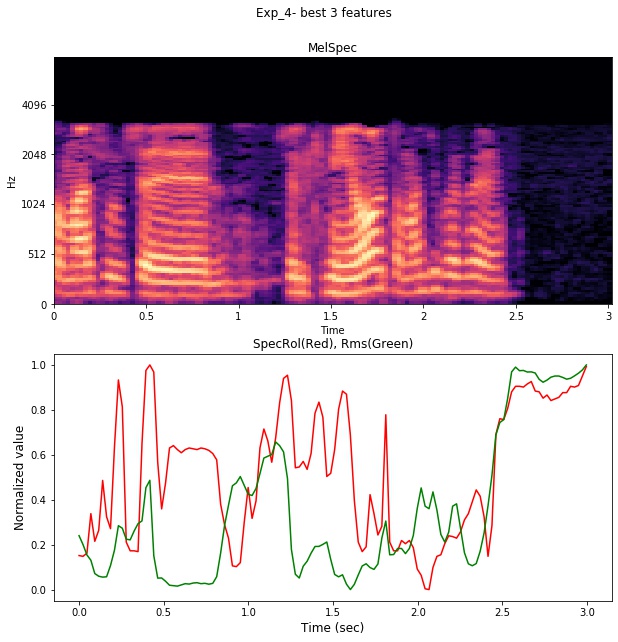 Exp_4- best 3 features
MelSpec
4096
2048
1024
512
0
Hz
0 0.5 1 1.5 2 2.5 3
Time
SpecRol(Red), Rms(Green)
1.0
0.8
0.6
0.4
0.2
0.0
Normalized value
0.0 0.5 1.0 1.5 2.0 2.5 3.0
Time (sec)